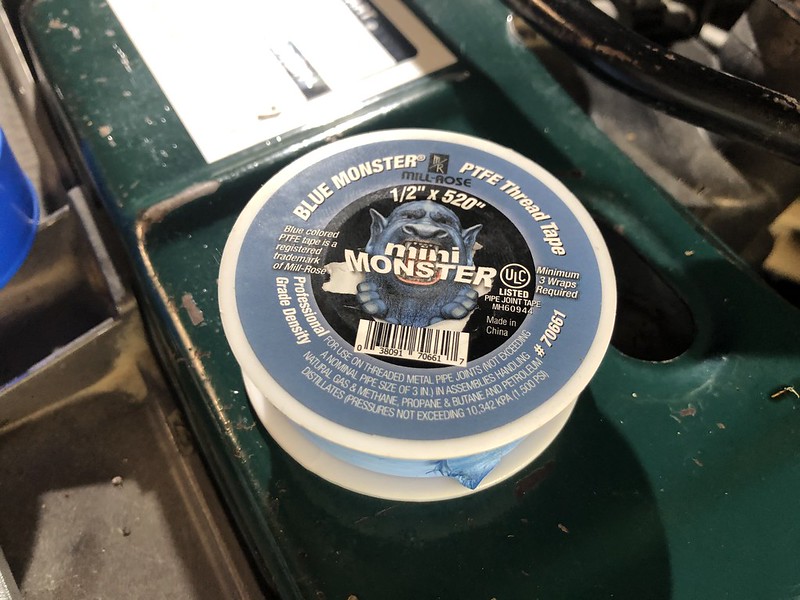 BLUE MONSTER®
M/R
MILL-ROSE
PTFE Thread Tape
1/2" x 520"
Blue colored
PTFE tape is a
registered
trademark
of Mill-Rose
mini
MONSTER
ULC
LISTED
PIPE JOINT TAPE
MH60944
Minimum
3 Wraps
Required
Professional
Grade Density
Made in
China
# 70661
0 38091 70661 7
FOR USE ON THREADED METAL PIPE JOINTS (NOT EXCEEDING
A NOMINAL PIPE SIZE OF 3 IN.) IN ASSEMBLIES HANDLING
NATURAL GAS & METHANE, PROPANE & BUTANE AND PETROLEUM
DISTILLATES (PRESSURES NOT EXCEEDING 10,342 KPA (1,500 PSI)